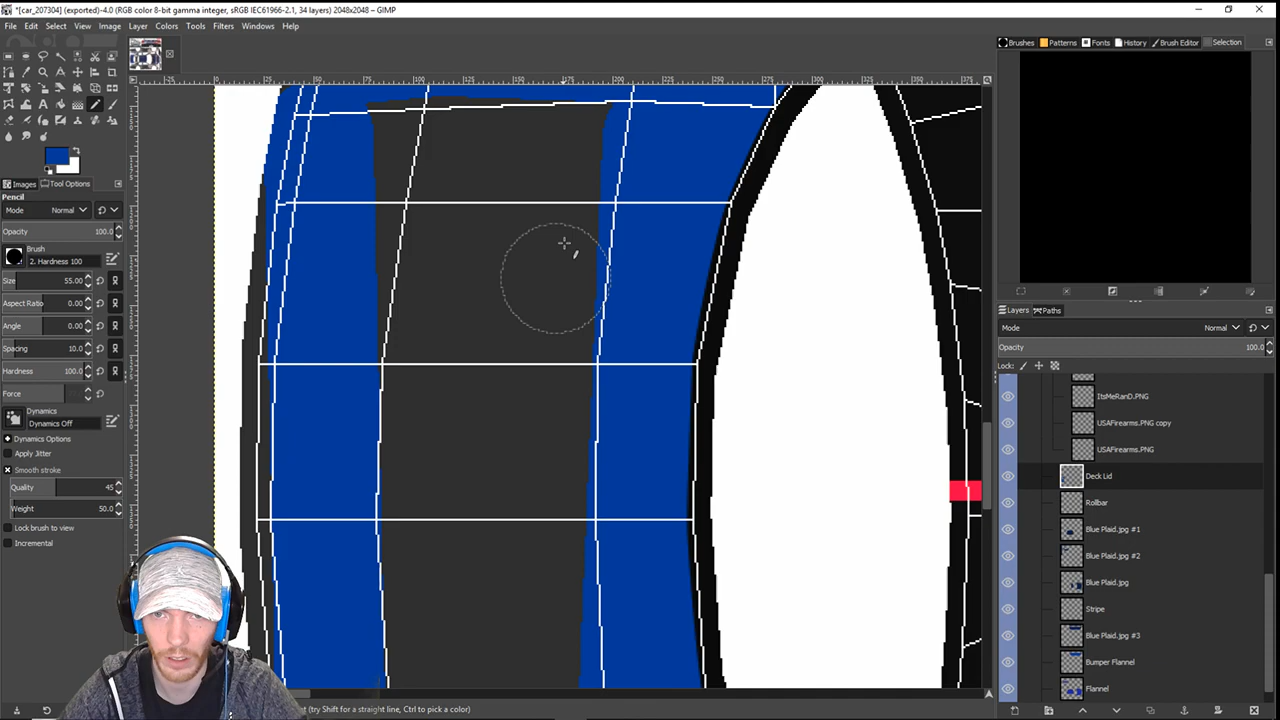 *[car_207304] (exported)-4.0 (RGB color 8-bit gamma integer, sRGB IEC61966-2.1, 34 layers) 2048x2048 – GIMP
File Edit Select View Image Layer Colors Tools Filters Windows Help
Brushes Patterns Fonts History Brush Editor Selection
Images Tool Options
Pencil
Mode Normal
Opacity 100.0
Brush
2. Hardness 100
Size 55.00
Aspect Ratio 0.00
Angle 0.00
Spacing 10.0
Hardness 100.0
Force
Dynamics
Dynamics Off
Dynamics Options
Apply Jitter
Smooth stroke
Quality 45
Weight 50.0
Lock brush to view
Incremental
Layers Paths
Mode Normal
Opacity 100.0
Lock:
ItsMeRanD.PNG
USAFirearms.PNG copy
USAFirearms.PNG
Deck Lid
Rollbar
Blue Plaid.jpg #1
Blue Plaid.jpg #2
Blue Plaid.jpg
Stripe
Blue Plaid.jpg #3
Bumper Flannel
Flannel
(try Shift for a straight line, Ctrl to pick a color)